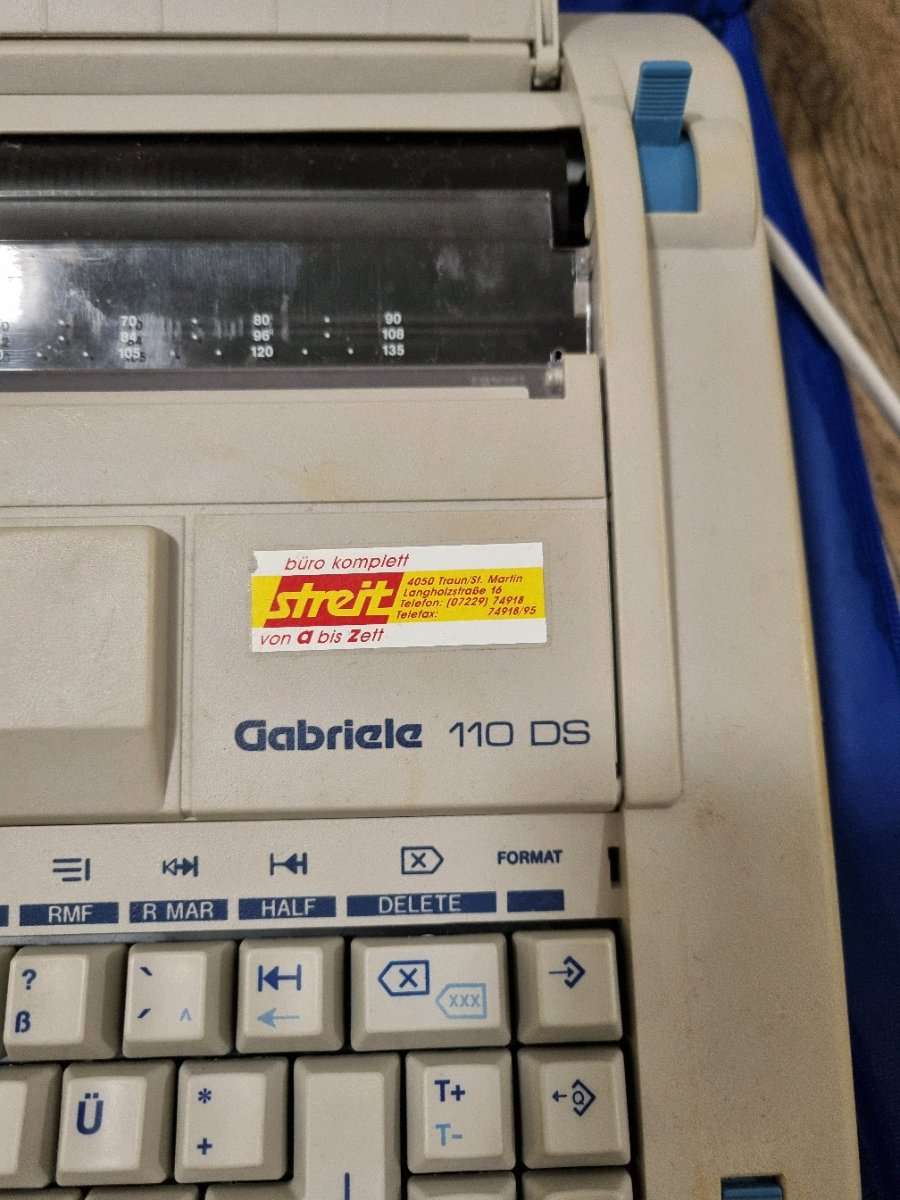 70 80 90
84 96 108
105 120 135
büro komplett
streit
4050 Traun/St. Martin
Langholzstraße 16
Telefon: (07229) 74918
Telefax: 74918/95
von a bis Zett
Gabriele 110 DS
FORMAT
RMF R MAR HALF DELETE
?
ß
XXX
Ü
*
+
T+
T-
Q